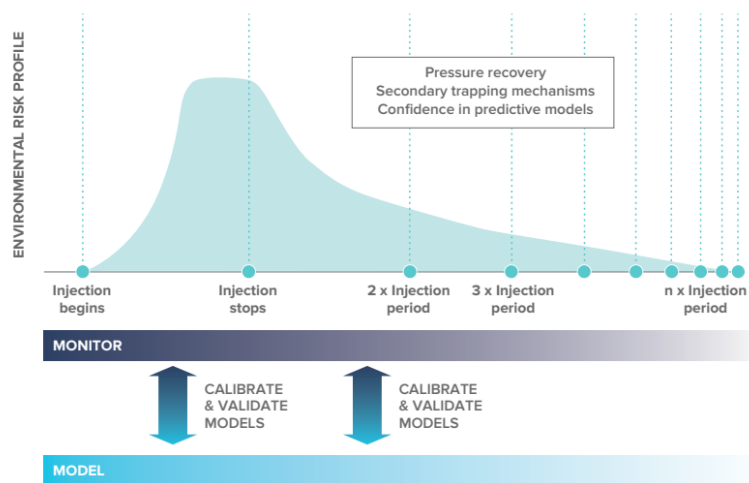 ENVIRONMENTAL RISK PROFILE
Pressure recovery
Secondary trapping mechanisms
Confidence in predictive models
Injection
begins
Injection
stops
2 x Injection
period
3 x Injection
period
n x Injection
period
MONITOR
CALIBRATE
& VALIDATE
MODELS
CALIBRATE
& VALIDATE
MODELS
MODEL